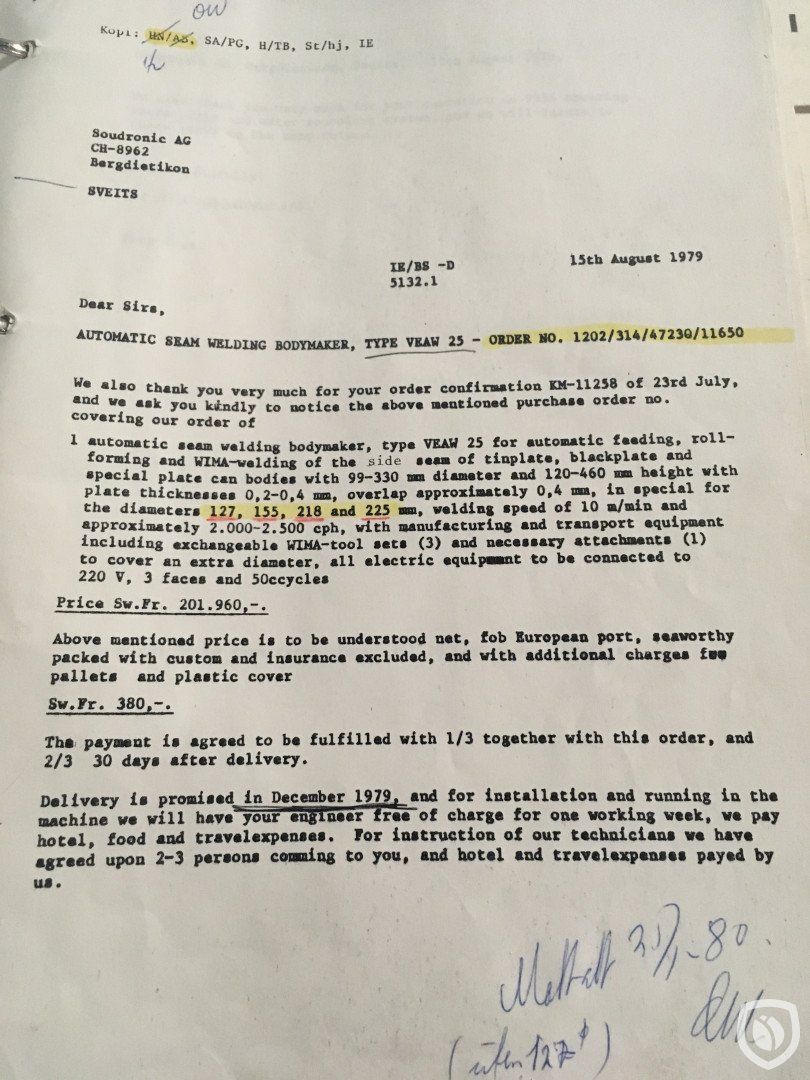 OW
Kopi: HN/AS, SA/PG, H/TB, St/hj, IE
Soudronic AG
CH-8962
Bergdietikon
SVEITS
IE/BS -D
15th August 1979
5132.1
Dear Sirs,
AUTOMATIC SEAM WELDING BODYMAKER, TYPE VEAW 25 - ORDER NO. 1202/314/47230/11650
We also thank you very much for your order confirmation KM-11258 of 23rd July,
and we ask you kindly to notice the above mentioned purchase order no.
covering our order of
1 automatic seam welding bodymaker, type VEAW 25 for automatic feeding, roll-
forming and WIMA-welding of the side seam of tinplate, blackplate and
special plate can bodies with 99-330 mm diameter and 120-460 mm height with
plate thicknesses 0,2-0,4 mm, overlap approximately 0,4 mm, in special for
the diameters 127, 155, 218 and 225 mm, welding speed of 10 m/min and
approximately 2.000-2.500 cph, with manufacturing and transport equipment
including exchangeable WIMA-tool sets (3) and necessary attachments (1)
to cover an extra diameter, all electric equipment to be connected to
220 V, 3 faces and 50ccycles
Price Sw.Fr. 201.960,-.
Above mentioned price is to be understood net, fob European port, seaworthy
packed with custom and insurance excluded, and with additional charges
pallets and plastic cover
Sw.Fr. 380,-.
The payment is agreed to be fulfilled with 1/3 together with this order, and
2/3 30 days after delivery.
Delivery is promised in December 1979, and for installation and running in the
machine we will have your engineer free of charge for one working week, we pay
hotel, food and travelexpenses. For instruction of our technicians we have
agreed upon 2-3 persons comming to you, and hotel and travelexpenses payed by
us.
-80.
(uten 127 )